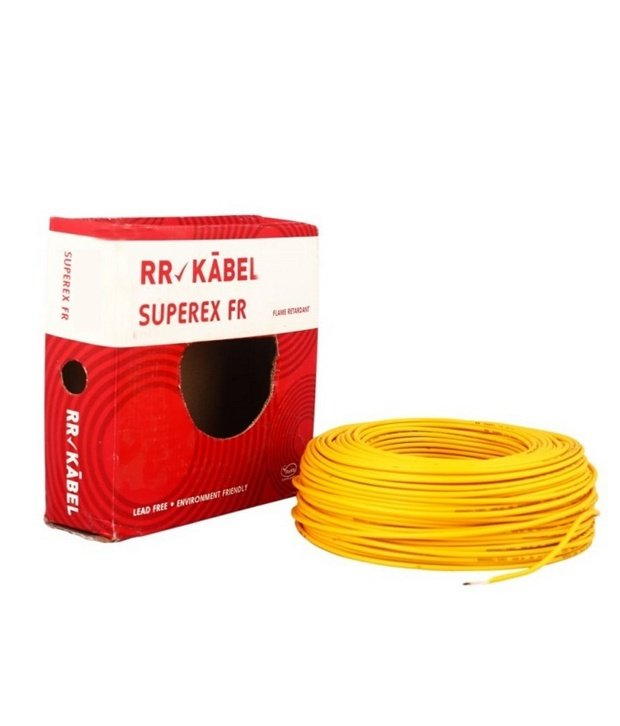 RR✓KĀBEL
SUPEREX FR
FLAME RETARDANT
LEAD FREE * ENVIRONMENT FRIENDLY
SUPEREX FR
RR✓KĀBEL